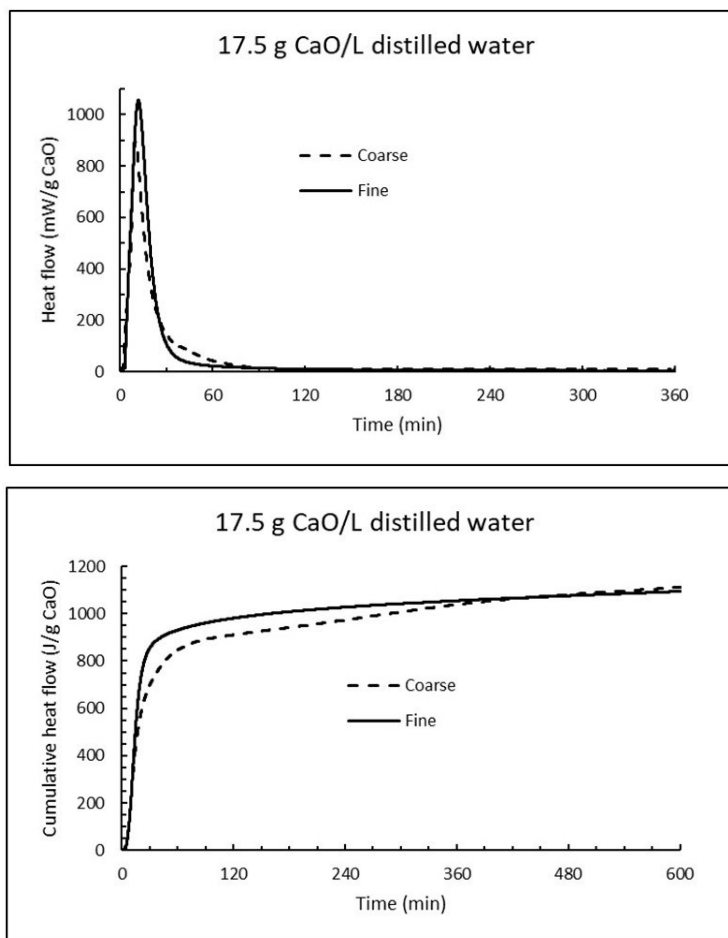 17.5 g CaO/L distilled water
Heat flow (mW/g CaO)
1000
800
600
400
200
0
Coarse
Fine
0 60 120 180 240 300 360
Time (min)
17.5 g CaO/L distilled water
Cumulative heat flow (J/g CaO)
1200
1000
800
600
400
200
0
Coarse
Fine
0 120 240 360 480 600
Time (min)